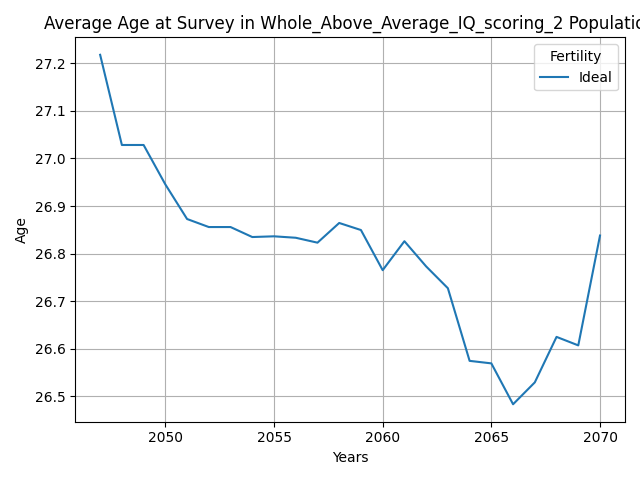 Average Age at Survey in Whole_Above_Average_IQ_scoring_2 Populatio
Fertility
Ideal
27.2
27.1
27.0
26.9
26.8
26.7
26.6
26.5
Age
2050 2055 2060 2065 2070
Years